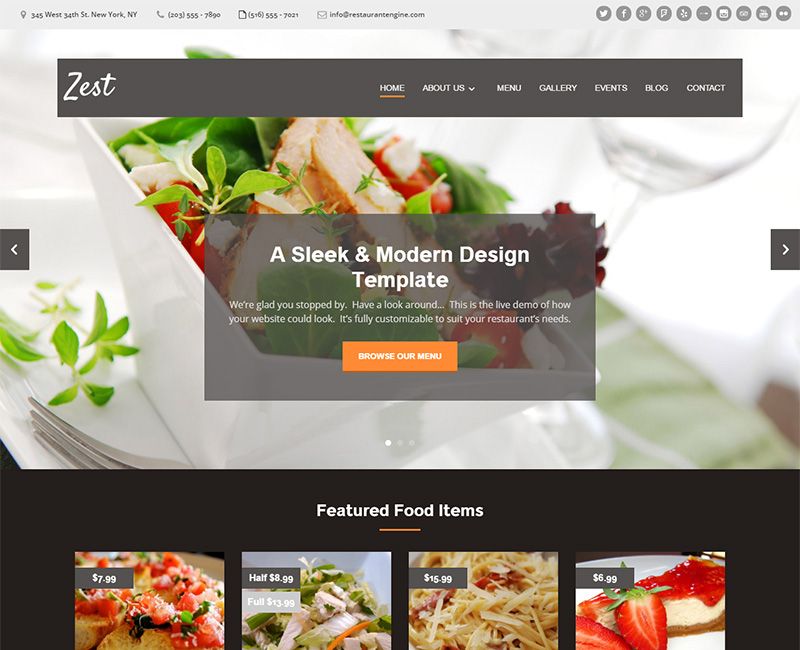 345 West 34th St. New York, NY (203) 555 - 7890 (516) 555 - 7021 info@restaurantengine.com
Zest
HOME ABOUT US MENU GALLERY EVENTS BLOG CONTACT
A Sleek & Modern Design
Template
We're glad you stopped by. Have a look around... This is the live demo of how
your website could look. It's fully customizable to suit your restaurant's needs.
BROWSE OUR MENU
Featured Food Items
$7.99
Half $8.99
Full $13.99
$15.99
$6.99